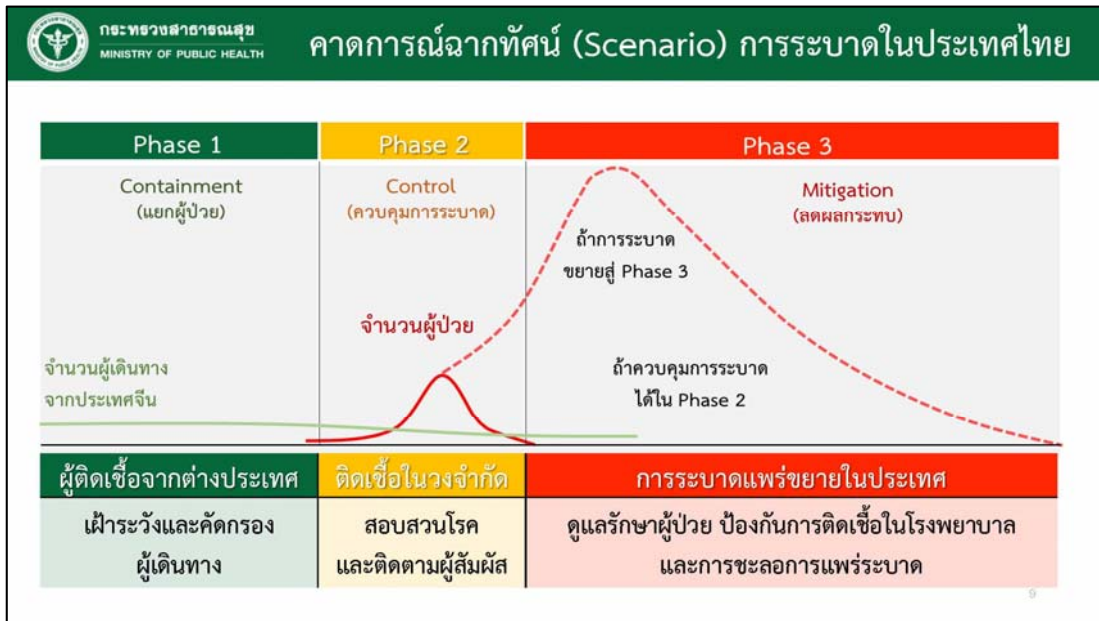 กระทรวงสาธารณสุข
MINISTRY OF PUBLIC HEALTH
คาดการณ์ฉากทัศน์ (Scenario) การระบาดในประเทศไทย
Phase 1
Phase 2
Phase 3
Containment
(แยกผู้ป่วย)
Control
(ควบคุมการระบาด)
Mitigation
(ลดผลกระทบ)
ถ้าการระบาด
ขยายสู่ Phase 3
จำนวนผู้ป่วย
จำนวนผู้เดินทาง
จากประเทศจีน
ถ้าควบคุมการระบาด
ได้ใน Phase 2
ผู้ติดเชื้อจากต่างประเทศ
ติดเชื้อในวงจำกัด
การระบาดแพร่ขยายในประเทศ
เฝ้าระวังและคัดกรอง
ผู้เดินทาง
สอบสวนโรค
และติดตามผู้สัมผัส
ดูแลรักษาผู้ป่วย ป้องกันการติดเชื้อในโรงพยาบาล
และการชะลอการแพร่ระบาด
9